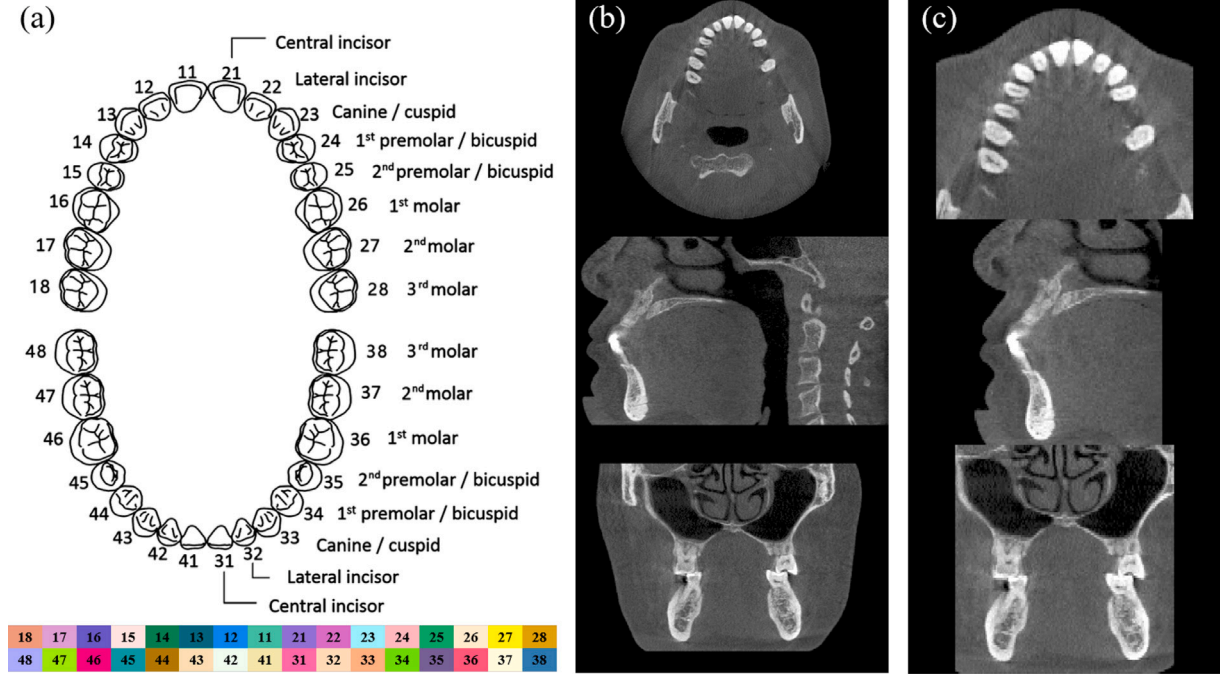 (a)
Central incisor
11 21
Lateral incisor
12 22
Canine / cuspid
13 23
14 24 1st premolar / bicuspid
15 25 2nd premolar / bicuspid
16 26 1st molar
17 27 2nd molar
18 28 3rd molar
48 38 3rd molar
47 37 2nd molar
46 36 1st molar
45 35 2nd premolar / bicuspid
44 34 1st premolar / bicuspid
43 33 Canine / cuspid
42 41 31 32
Lateral incisor
Central incisor
18 17 16 15 14 13 12 11 21 22 23 24 25 26 27 28
48 47 46 45 44 43 42 41 31 32 33 34 35 36 37 38
(b)
(c)